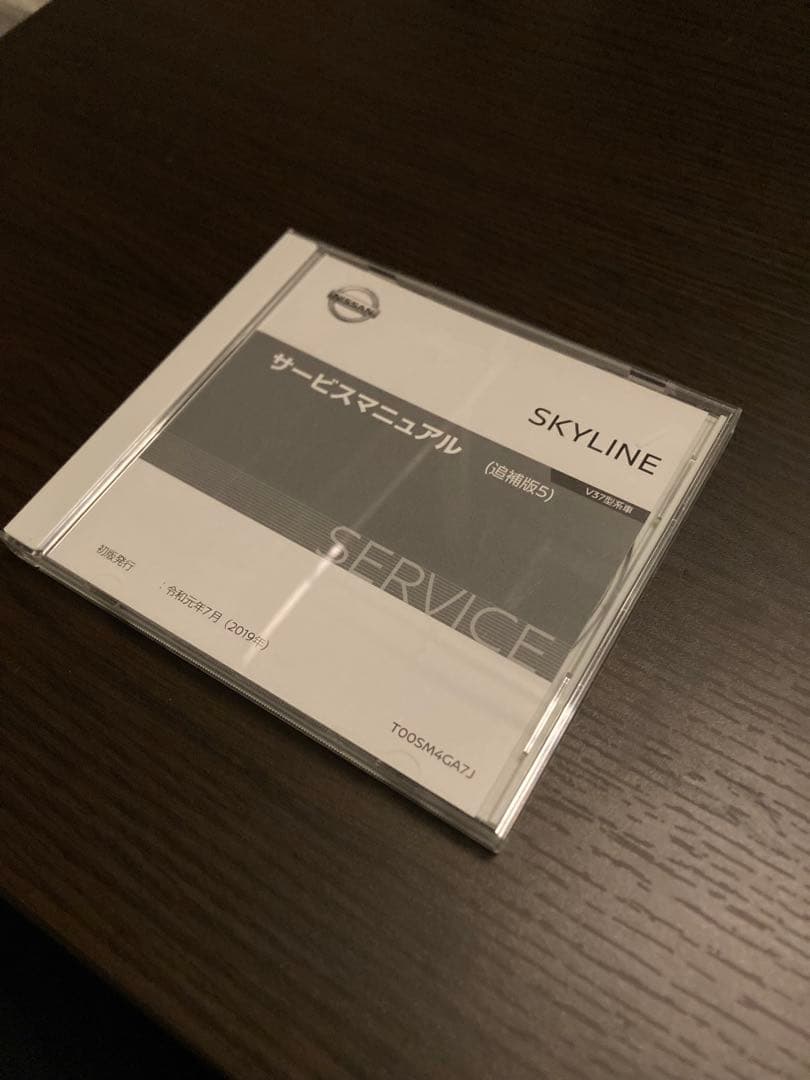 NISSAN
SKYLINE
V37型系車
サービスマニュアル
(追補版5)
SERVICE
初版発行 : 令和元年7月 (2019年)
T00SM4GA7J